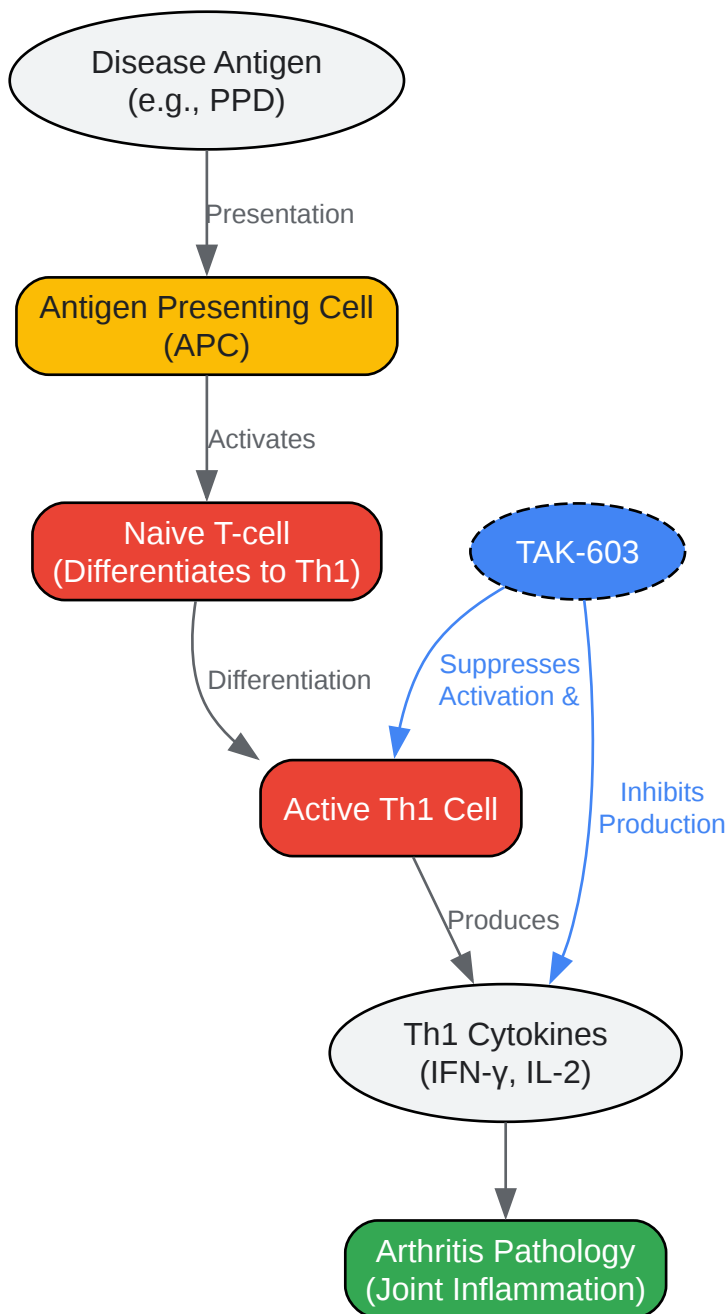 Disease Antigen
(e.g., PPD)
Presentation
Antigen Presenting Cell
(APC)
Activates
Naive T-cell
(Differentiates to Th1)
TAK-603
Differentiation
Suppresses
Activation &
Active Th1 Cell
Inhibits
Production
Produces
Th1 Cytokines
(IFN-γ, IL-2)
Arthritis Pathology
(Joint Inflammation)